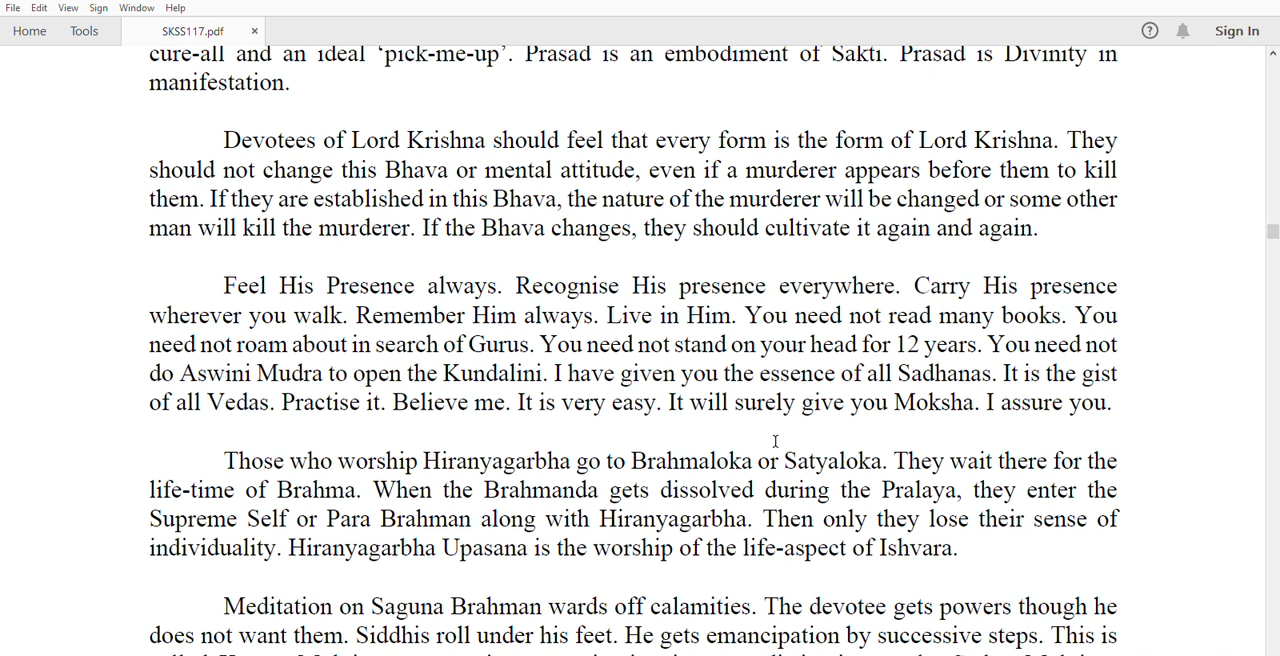 File Edit View Sign Window Help
Home Tools SKSS117.pdf × ? Sign In
cure-all and an ideal ‘pick-me-up’. Prasad is an embodiment of Sakti. Prasad is Divinity in
manifestation.
Devotees of Lord Krishna should feel that every form is the form of Lord Krishna. They
should not change this Bhava or mental attitude, even if a murderer appears before them to kill
them. If they are established in this Bhava, the nature of the murderer will be changed or some other
man will kill the murderer. If the Bhava changes, they should cultivate it again and again.
Feel His Presence always. Recognise His presence everywhere. Carry His presence
wherever you walk. Remember Him always. Live in Him. You need not read many books. You
need not roam about in search of Gurus. You need not stand on your head for 12 years. You need not
do Aswini Mudra to open the Kundalini. I have given you the essence of all Sadhanas. It is the gist
of all Vedas. Practise it. Believe me. It is very easy. It will surely give you Moksha. I assure you.
Those who worship Hiranyagarbha go to Brahmaloka or Satyaloka. They wait there for the
life-time of Brahma. When the Brahmanda gets dissolved during the Pralaya, they enter the
Supreme Self or Para Brahman along with Hiranyagarbha. Then only they lose their sense of
individuality. Hiranyagarbha Upasana is the worship of the life-aspect of Ishvara.
Meditation on Saguna Brahman wards off calamities. The devotee gets powers though he
does not want them. Siddhis roll under his feet. He gets emancipation by successive steps. This is